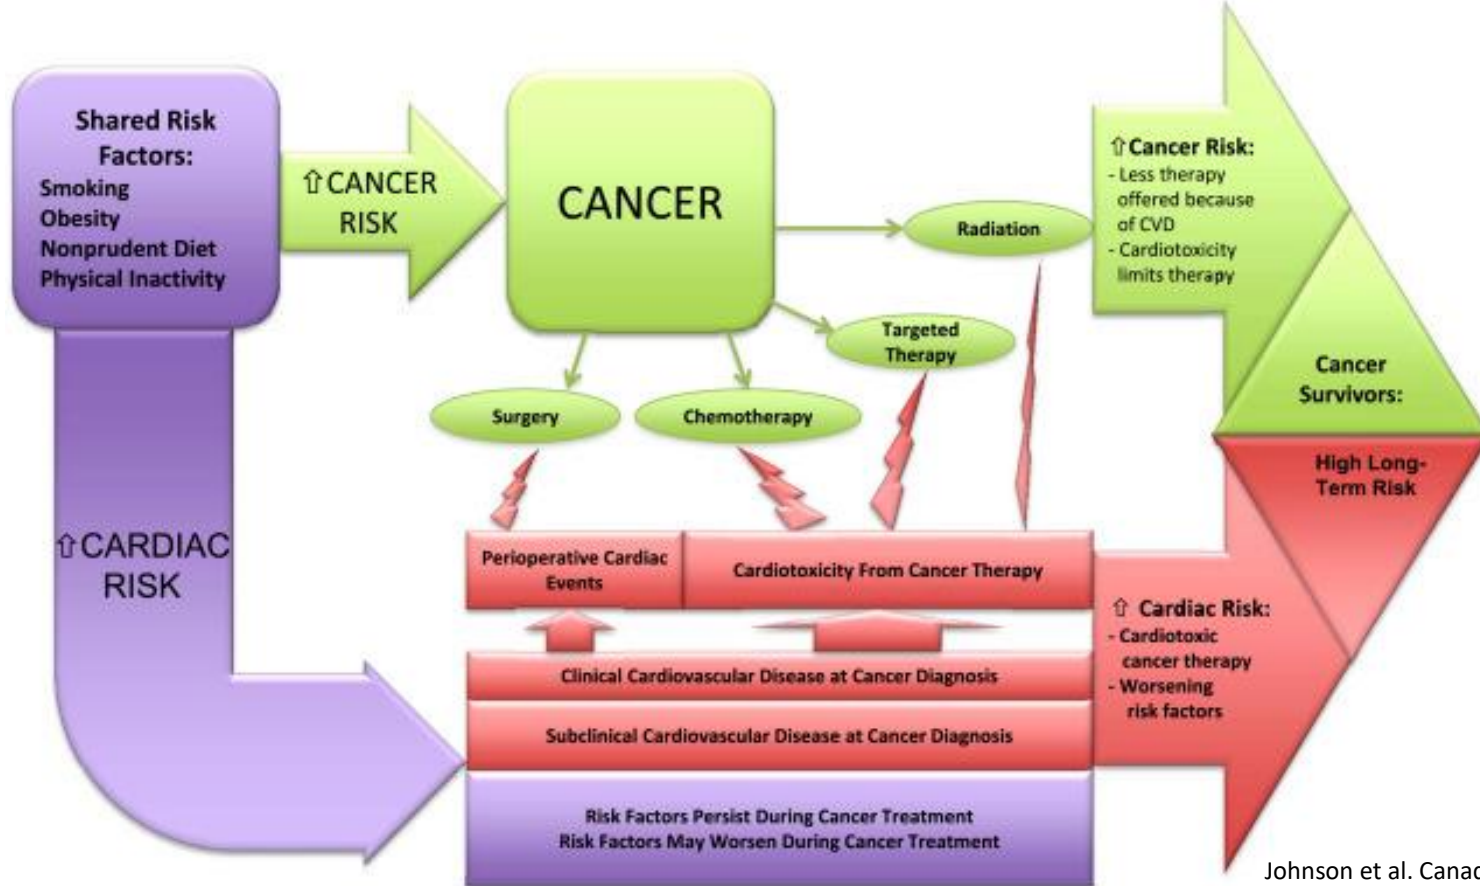 Shared Risk
Factors:
Smoking
Obesity
Nonprudent Diet
Physical Inactivity
⇧CANCER
RISK
CANCER
Radiation
Targeted
Therapy
Surgery
Chemotherapy
⇧Cancer Risk:
- Less therapy
offered because
of CVD
- Cardiotoxicity
limits therapy
Cancer
Survivors:
High Long-
Term Risk
⇧CARDIAC
RISK
Perioperative Cardiac
Events
Cardiotoxicity From Cancer Therapy
Clinical Cardiovascular Disease at Cancer Diagnosis
Subclinical Cardiovascular Disease at Cancer Diagnosis
Risk Factors Persist During Cancer Treatment
Risk Factors May Worsen During Cancer Treatment
⇧ Cardiac Risk:
- Cardiotoxic
cancer therapy
- Worsening
risk factors
Johnson et al. Canad